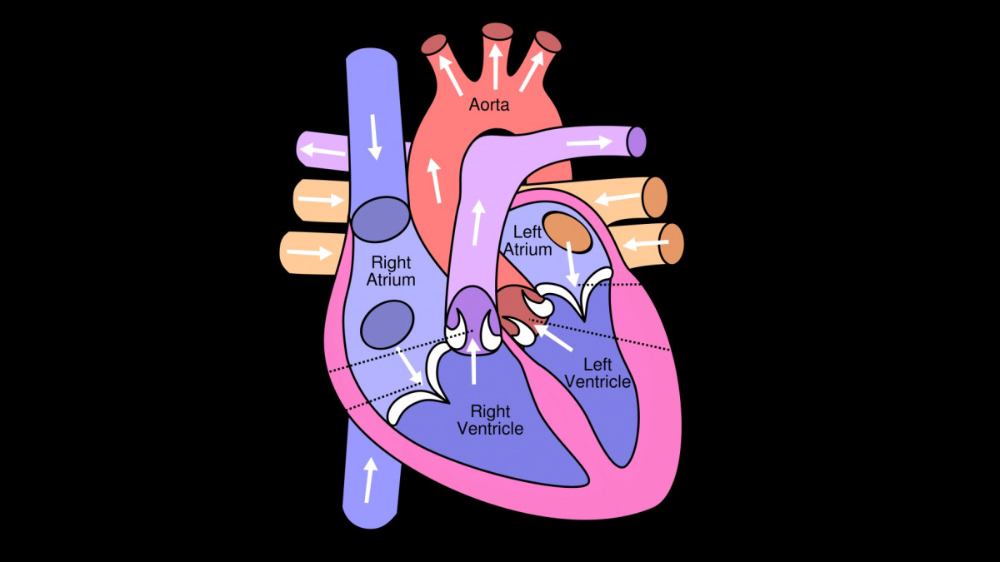 Aorta
Left
Atrium
Right
Atrium
Left
Ventricle
Right
Ventricle